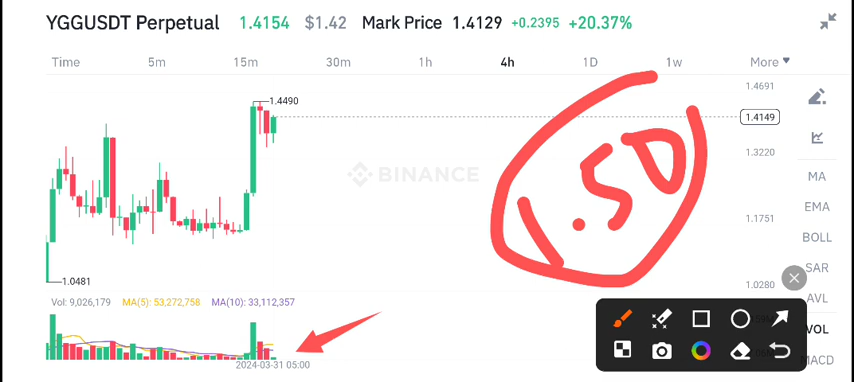 YGGUSDT Perpetual 1.4154 $1.42 Mark Price 1.4129 +0.2395 +20.37%
Time 5m 15m 30m 1h 4h 1D 1w More
1.4691
1.4490
1.4149
1.50
1.3220
BINANCE
MA
EMA
1.1751
BOLL
SAR
1.0481
1.0280
AVL
Vol: 9,026,179 MA(5): 53,272,758 MA(10): 33,112,357
VOL
MACD
2024-03-31 05:00